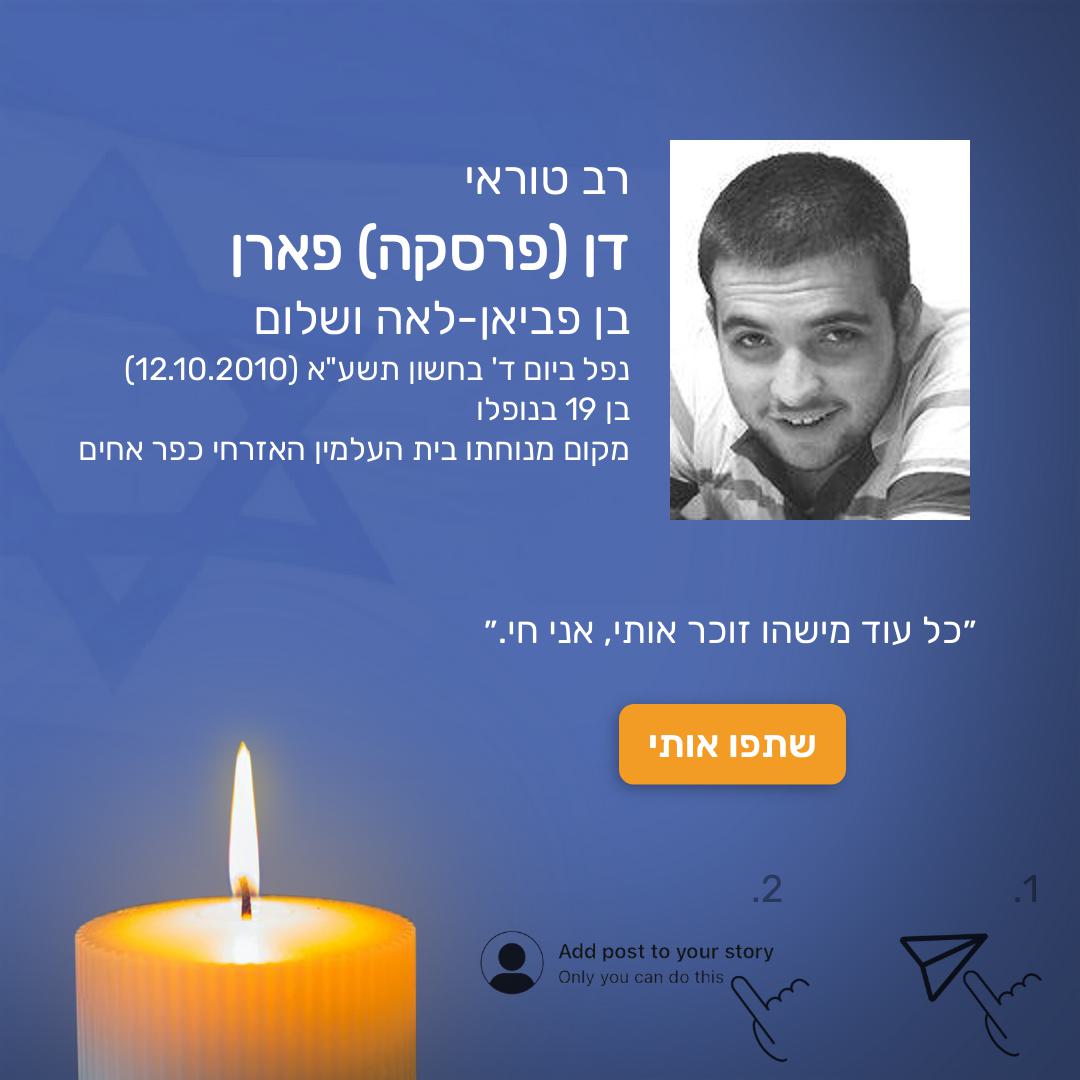 רב טוראי
דן (פרסקה) פארן
בן פביאן-לאה ושלום
נפל ביום ד' בחשון תשע"א (12.10.2010)
בן 19 בנופלו
מקום מנוחתו בית העלמין האזרחי כפר אחים
״כל עוד מישהו זוכר אותי, אני חי.״
שתפו אותי
1.
2.
Add post to your story
Only you can do this